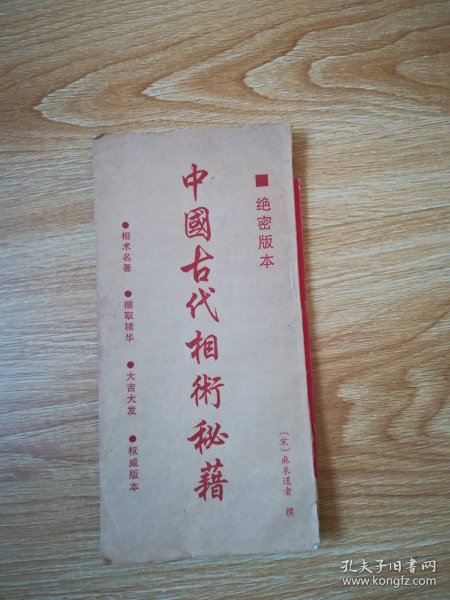 ■绝密版本
中國古代相術秘藉
●相术名著 ●撷取精华 ●大吉大发 ●权威版本
〔宋〕麻衣道者 撰
孔夫子旧书网
www.kongfz.com